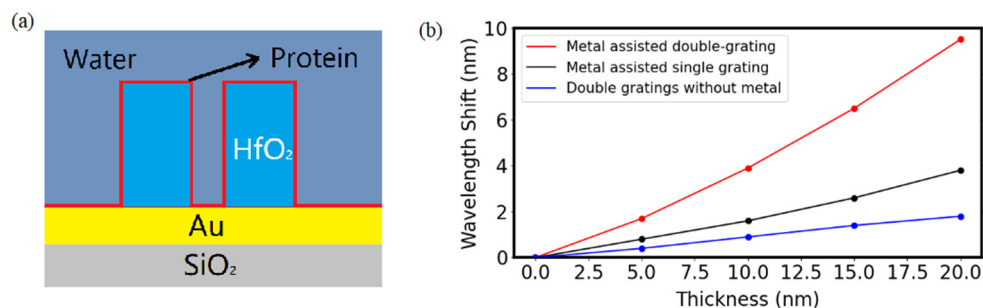 (a)
Water
Protein
HfO₂
Au
SiO₂
(b)
Metal assisted double-grating
Metal assisted single grating
Double gratings without metal
Wavelength Shift (nm)
10
8
6
4
2
0
0.0 2.5 5.0 7.5 10.0 12.5 15.0 17.5 20.0
Thickness (nm)